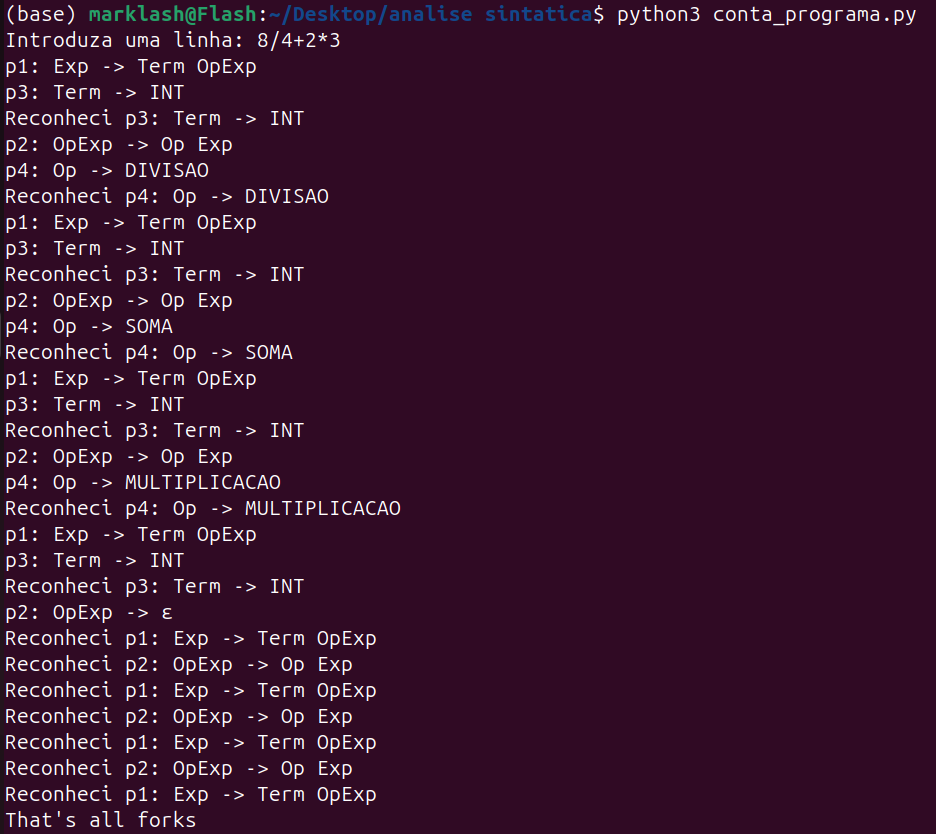 (base) marklash@Flash:~/Desktop/analise sintatica$ python3 conta_programa.py
Introduza uma linha: 8/4+2*3
p1: Exp -> Term OpExp
p3: Term -> INT
Reconheci p3: Term -> INT
p2: OpExp -> Op Exp
p4: Op -> DIVISAO
Reconheci p4: Op -> DIVISAO
p1: Exp -> Term OpExp
p3: Term -> INT
Reconheci p3: Term -> INT
p2: OpExp -> Op Exp
p4: Op -> SOMA
Reconheci p4: Op -> SOMA
p1: Exp -> Term OpExp
p3: Term -> INT
Reconheci p3: Term -> INT
p2: OpExp -> Op Exp
p4: Op -> MULTIPLICACAO
Reconheci p4: Op -> MULTIPLICACAO
p1: Exp -> Term OpExp
p3: Term -> INT
Reconheci p3: Term -> INT
p2: OpExp -> ε
Reconheci p1: Exp -> Term OpExp
Reconheci p2: OpExp -> Op Exp
Reconheci p1: Exp -> Term OpExp
Reconheci p2: OpExp -> Op Exp
Reconheci p1: Exp -> Term OpExp
Reconheci p2: OpExp -> Op Exp
Reconheci p1: Exp -> Term OpExp
That's all forks